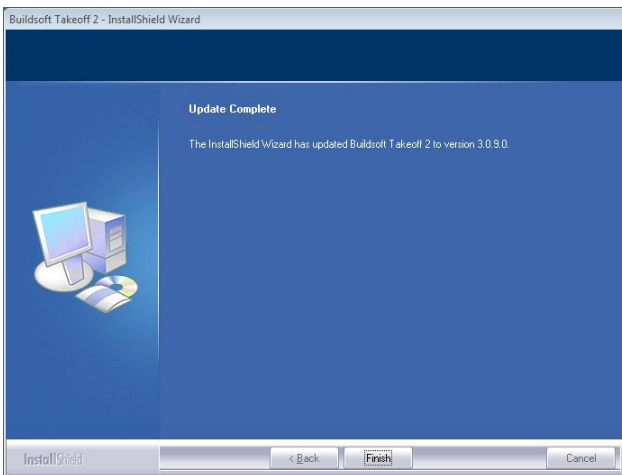 Buildsoft Takeoff 2 - InstallShield Wizard
Update Complete
The InstallShield Wizard has updated Buildsoft Takeoff 2 to version 3.0.9.0.
InstallShield
< Back
Finish
Cancel